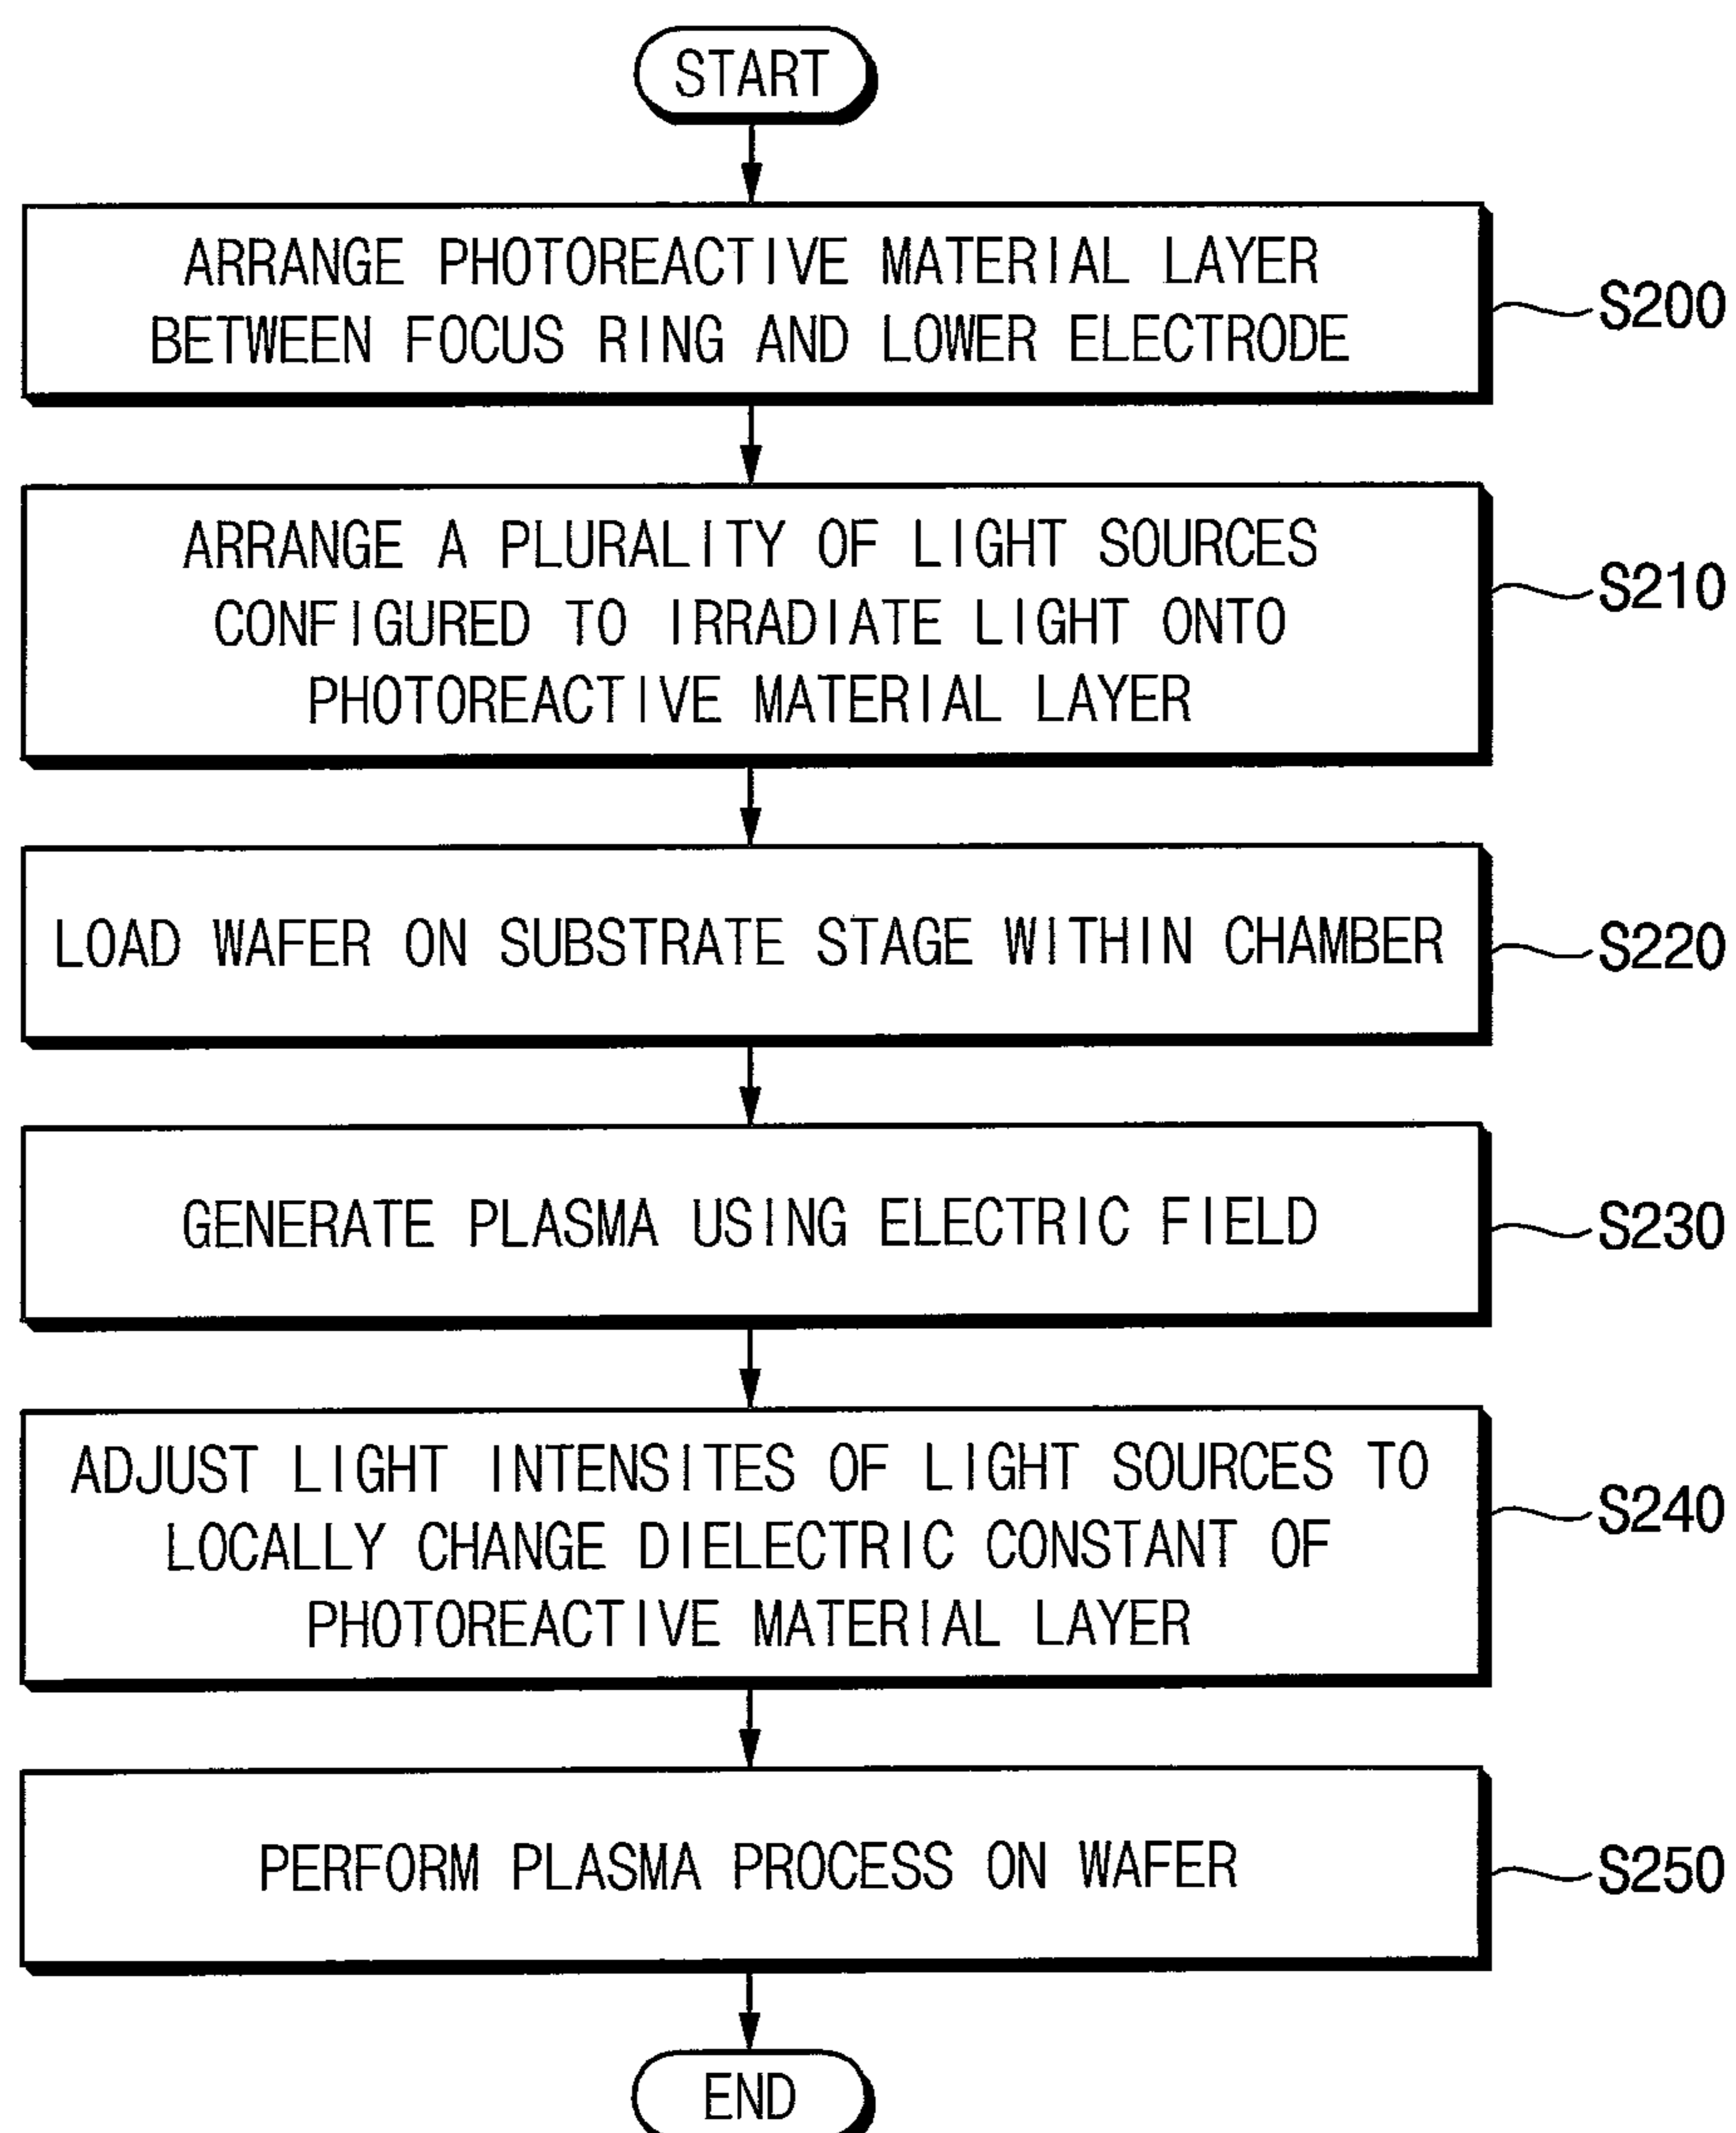 START
ARRANGE PHOTOREACTIVE MATERIAL LAYER
BETWEEN FOCUS RING AND LOWER ELECTRODE
S200
ARRANGE A PLURALITY OF LIGHT SOURCES
CONFIGURED TO IRRADIATE LIGHT ONTO
PHOTOREACTIVE MATERIAL LAYER
S210
LOAD WAFER ON SUBSTRATE STAGE WITHIN CHAMBER
S220
GENERATE PLASMA USING ELECTRIC FIELD
S230
ADJUST LIGHT INTENSITES OF LIGHT SOURCES TO
LOCALLY CHANGE DIELECTRIC CONSTANT OF
PHOTOREACTIVE MATERIAL LAYER
S240
PERFORM PLASMA PROCESS ON WAFER
S250
END